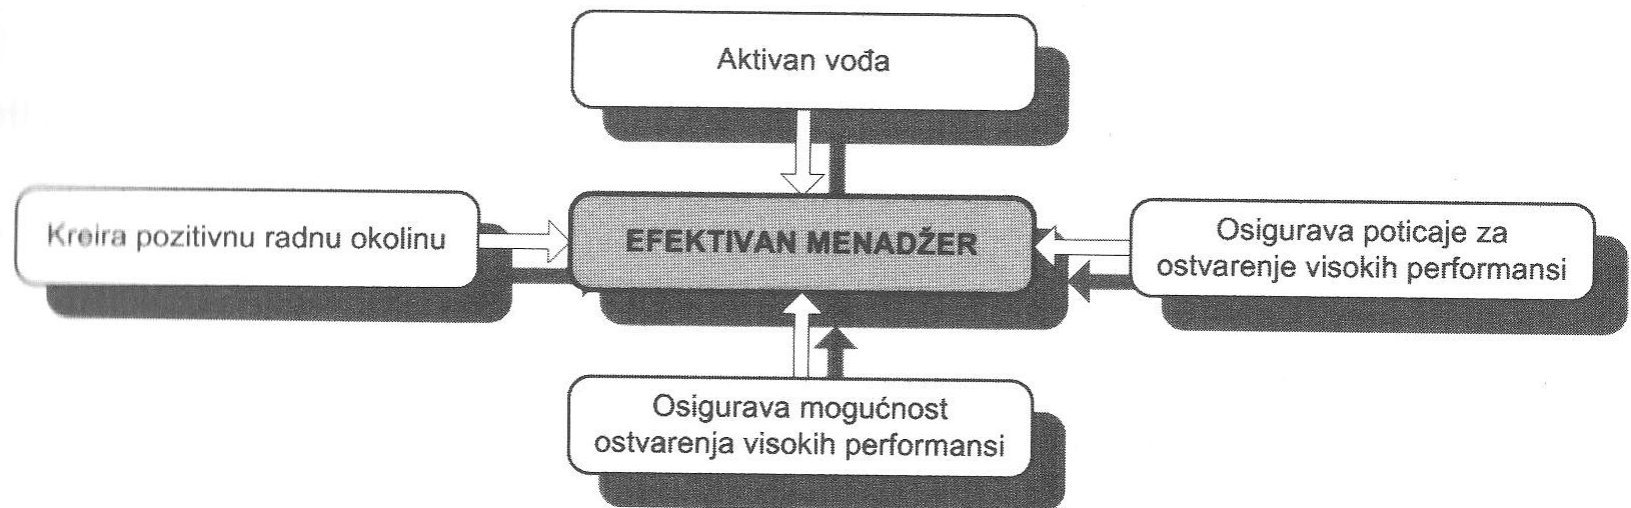 Aktivan vođa
Kreira pozitivnu radnu okolinu
EFEKTIVAN MENADŽER
Osigurava poticaje za
ostvarenje visokih performansi
Osigurava mogućnost
ostvarenja visokih performansi